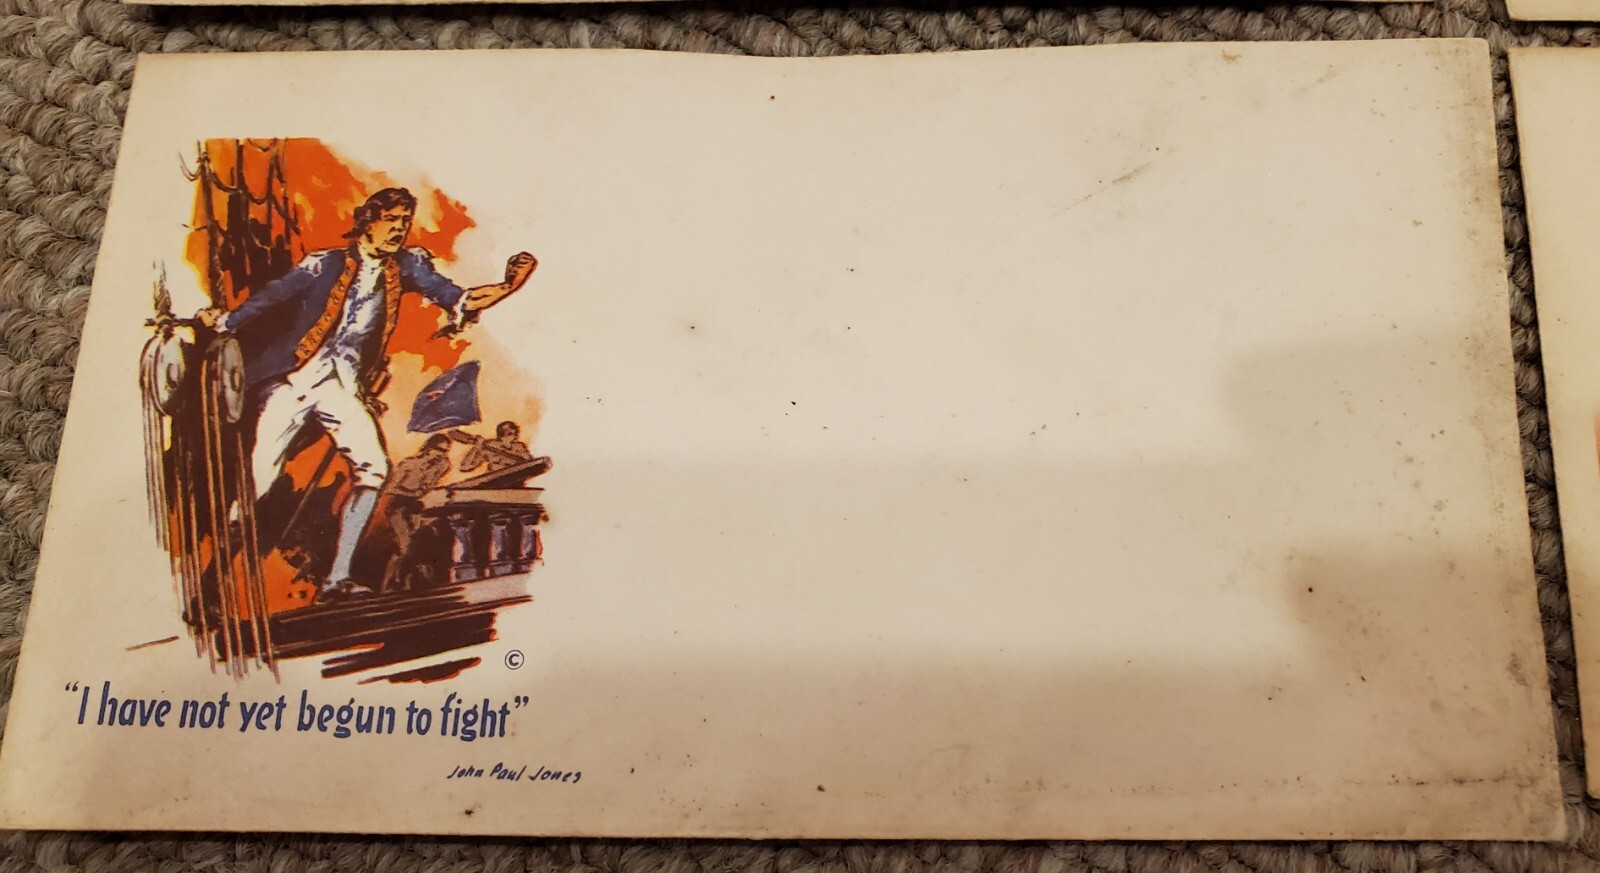 ©
“I have not yet begun to fight”
John Paul Jones